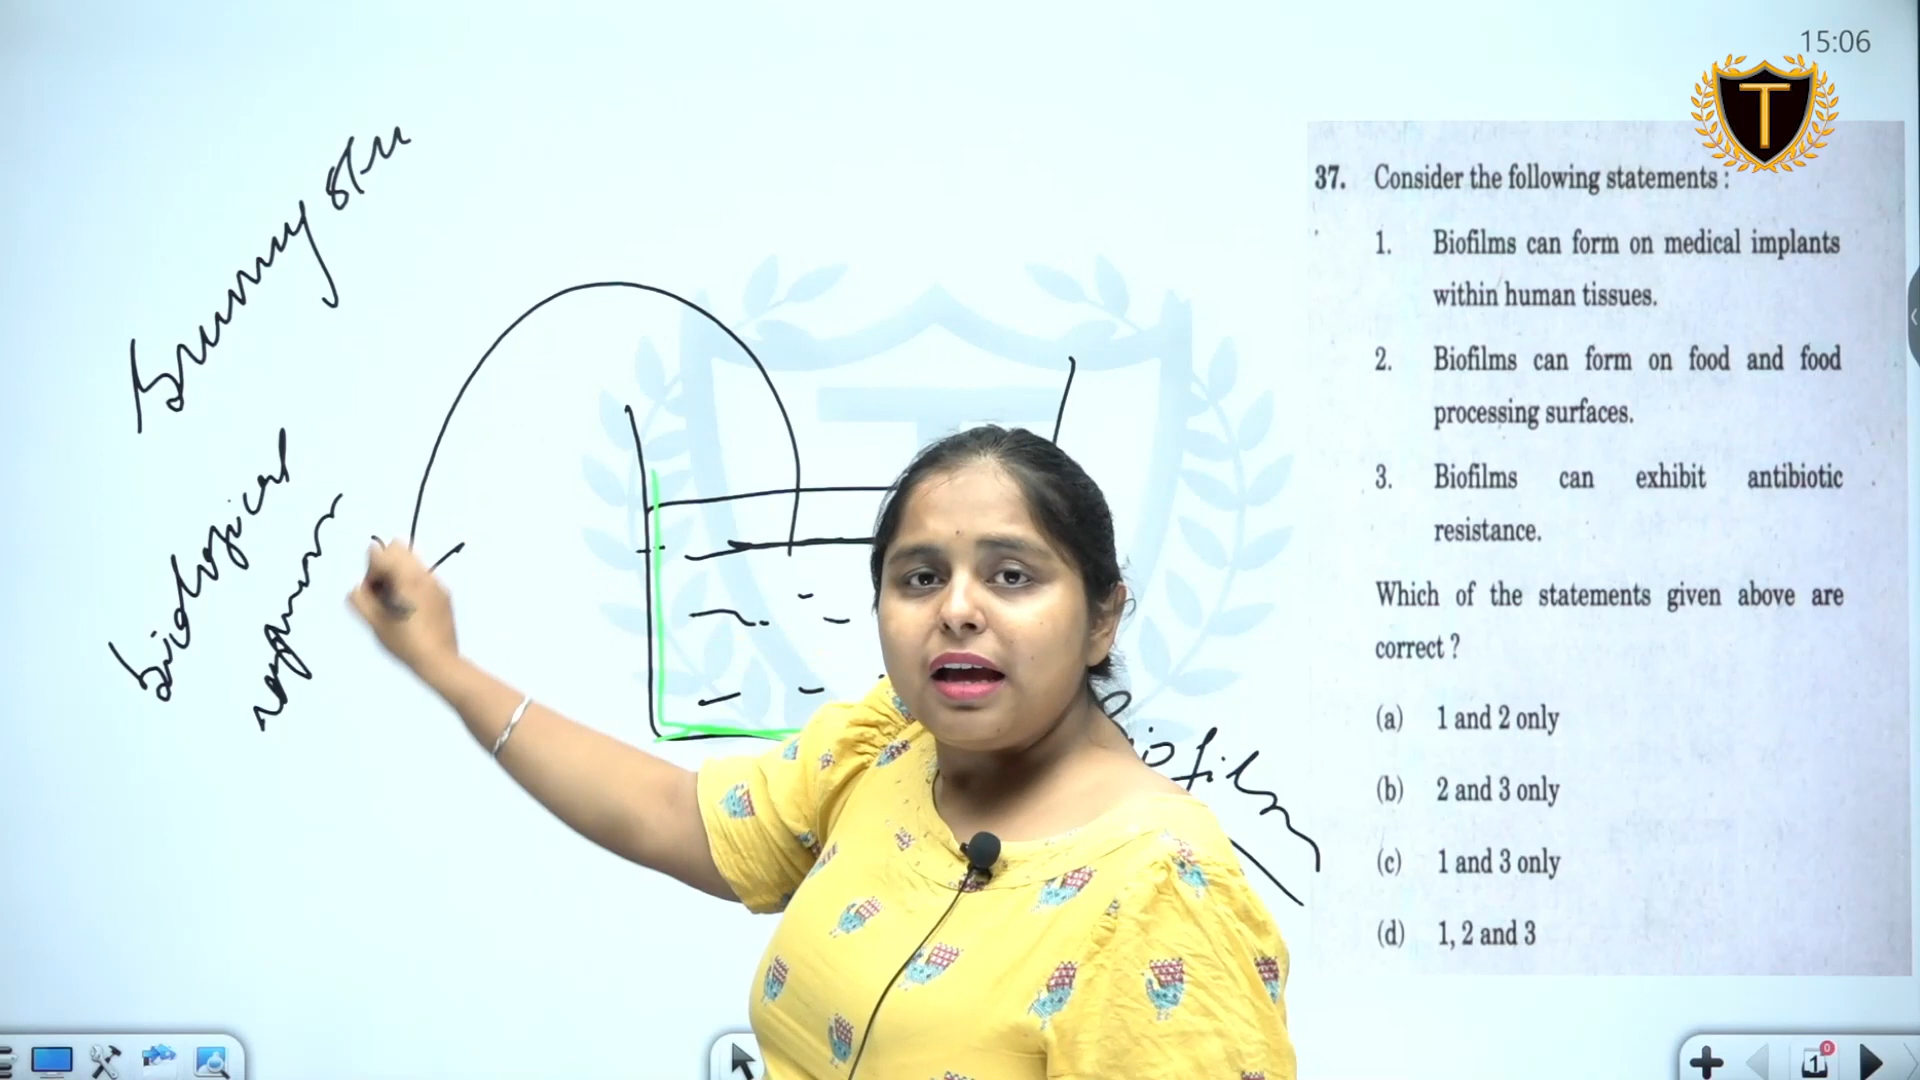 15:06
T
37. Consider the following statements :
1. Biofilms can form on medical implants
within human tissues.
2. Biofilms can form on food and food
processing surfaces.
3. Biofilms can exhibit antibiotic
resistance.
Which of the statements given above are
correct ?
(a) 1 and 2 only
(b) 2 and 3 only
(c) 1 and 3 only
(d) 1, 2 and 3
biological
Biofilm
1
0